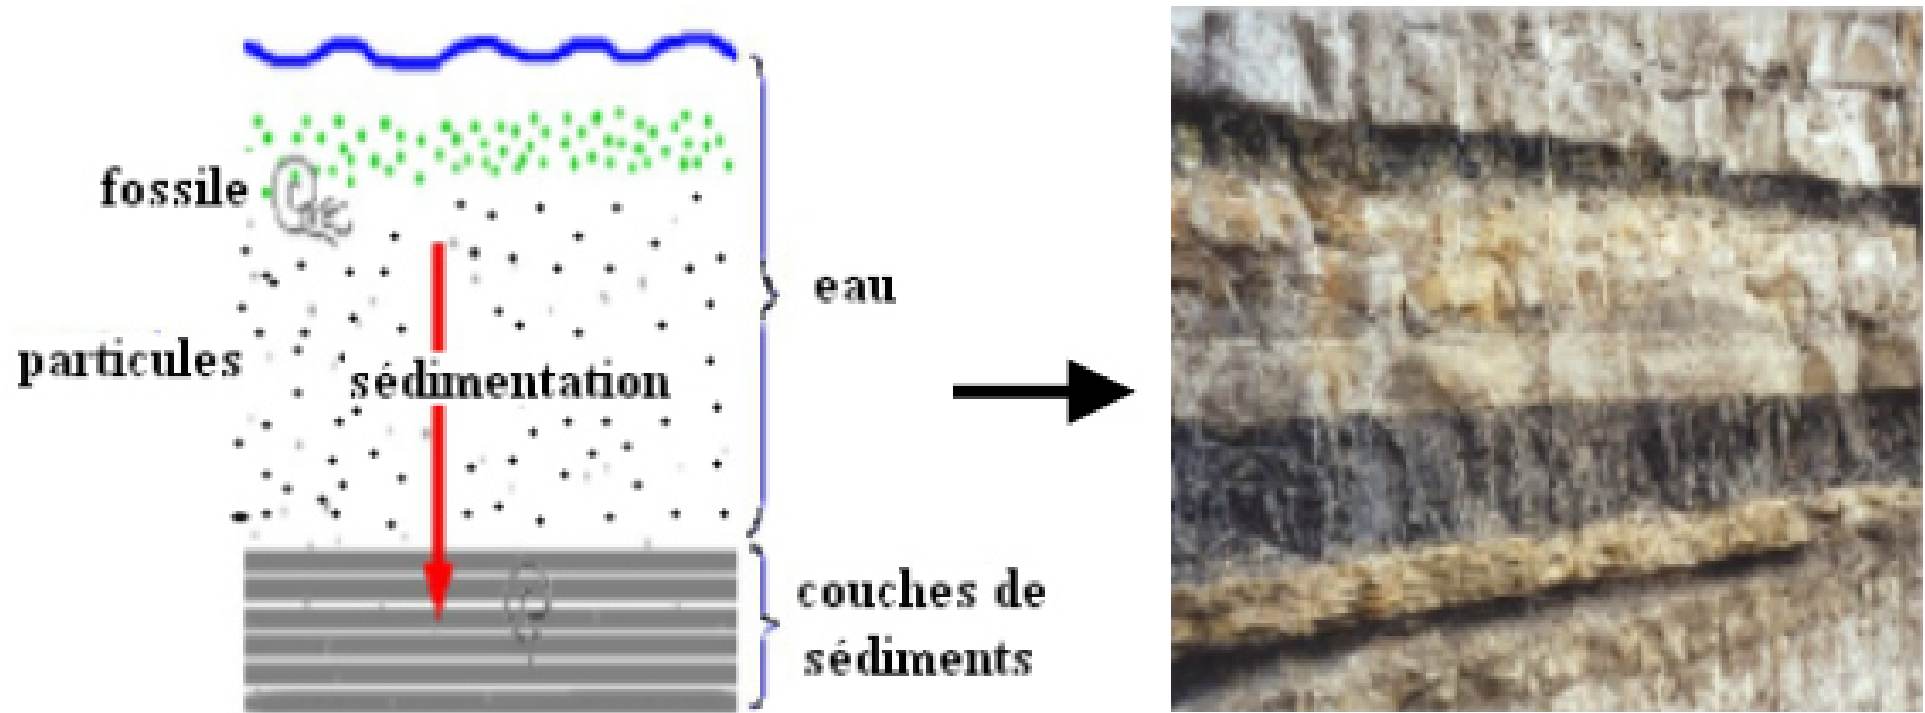 fossile
eau
particules
sédimentation
couches de
sédiments